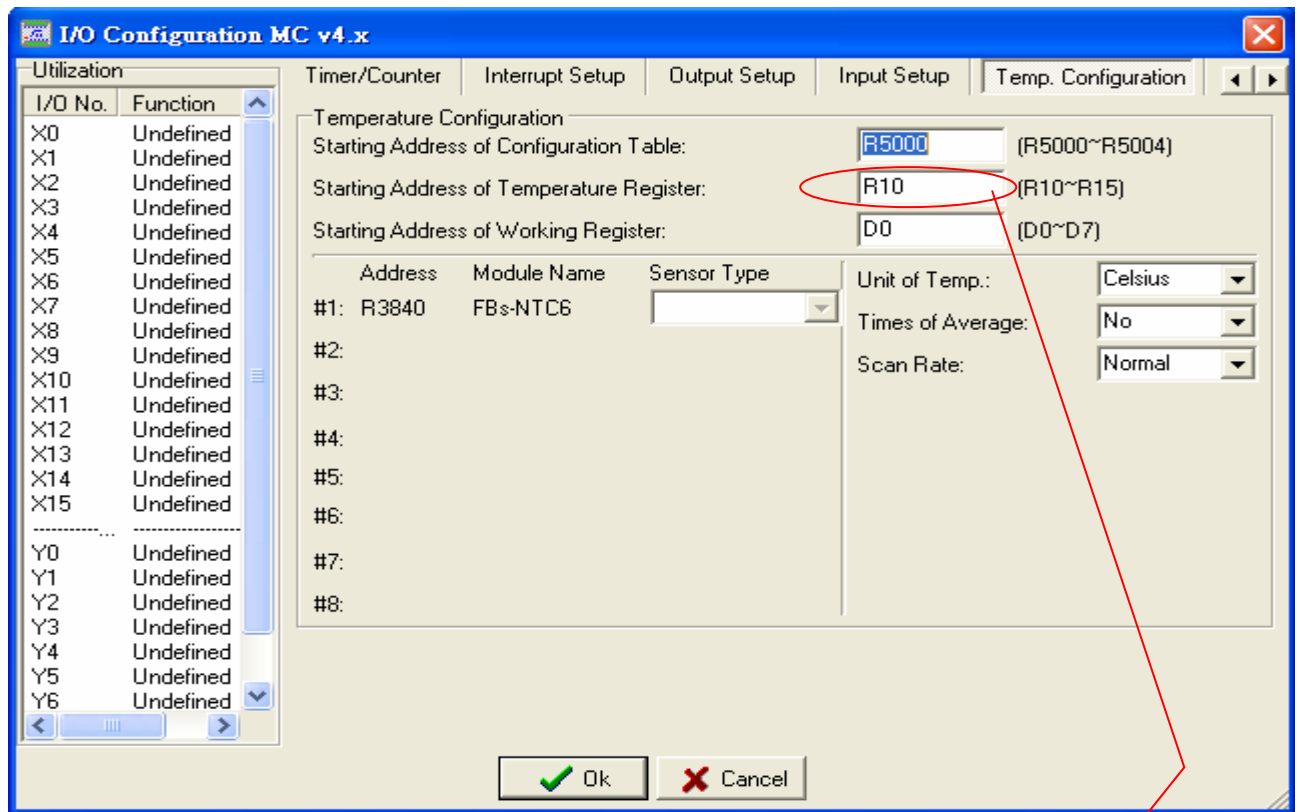 I/O Configuration MC v4.x
Utilization
I/O No. Function
X0 Undefined
X1 Undefined
X2 Undefined
X3 Undefined
X4 Undefined
X5 Undefined
X6 Undefined
X7 Undefined
X8 Undefined
X9 Undefined
X10 Undefined
X11 Undefined
X12 Undefined
X13 Undefined
X14 Undefined
X15 Undefined
-----------... ------------------
Y0 Undefined
Y1 Undefined
Y2 Undefined
Y3 Undefined
Y4 Undefined
Y5 Undefined
Y6 Undefined
Timer/Counter Interrupt Setup Output Setup Input Setup Temp. Configuration
Temperature Configuration
Starting Address of Configuration Table: R5000 (R5000~R5004)
Starting Address of Temperature Register: R10 (R10~R15)
Starting Address of Working Register: D0 (D0~D7)
Address Module Name Sensor Type
#1: R3840 FBs-NTC6
#2:
#3:
#4:
#5:
#6:
#7:
#8:
Unit of Temp.: Celsius
Times of Average: No
Scan Rate: Normal
Ok Cancel